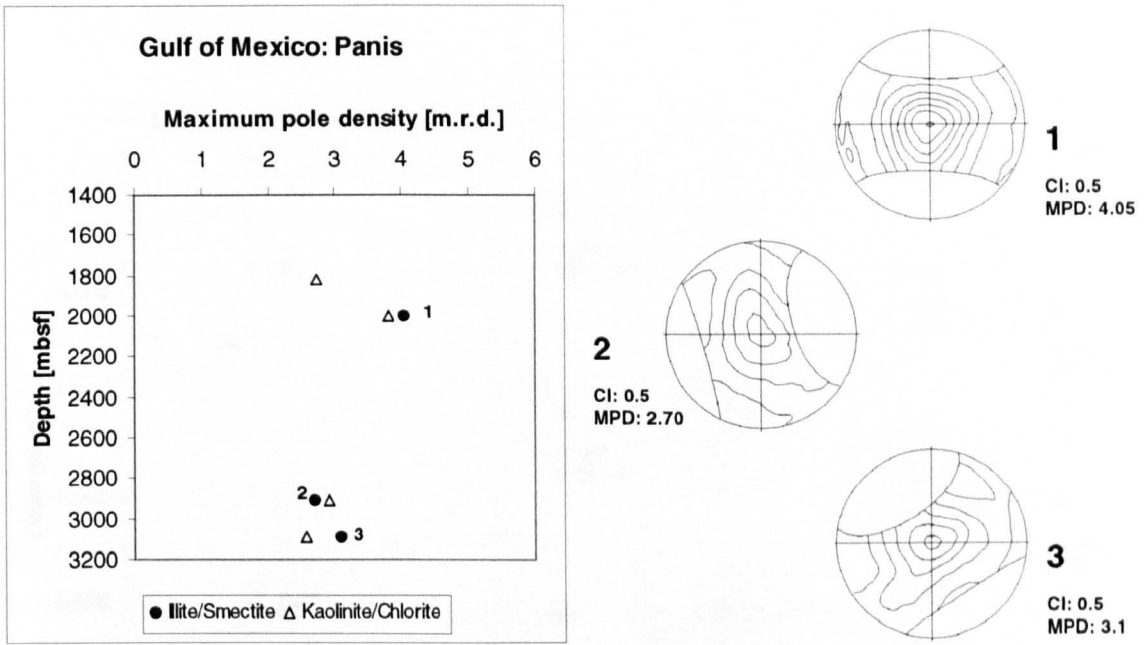 Gulf of Mexico: Panis
Maximum pole density [m.r.d.]
0 1 2 3 4 5 6
Depth [mbsf]
1400
1600
1800
2000
2200
2400
2600
2800
3000
3200
1
2
3
● Illite/Smectite △ Kaolinite/Chlorite
1
CI: 0.5
MPD: 4.05
2
CI: 0.5
MPD: 2.70
3
CI: 0.5
MPD: 3.1